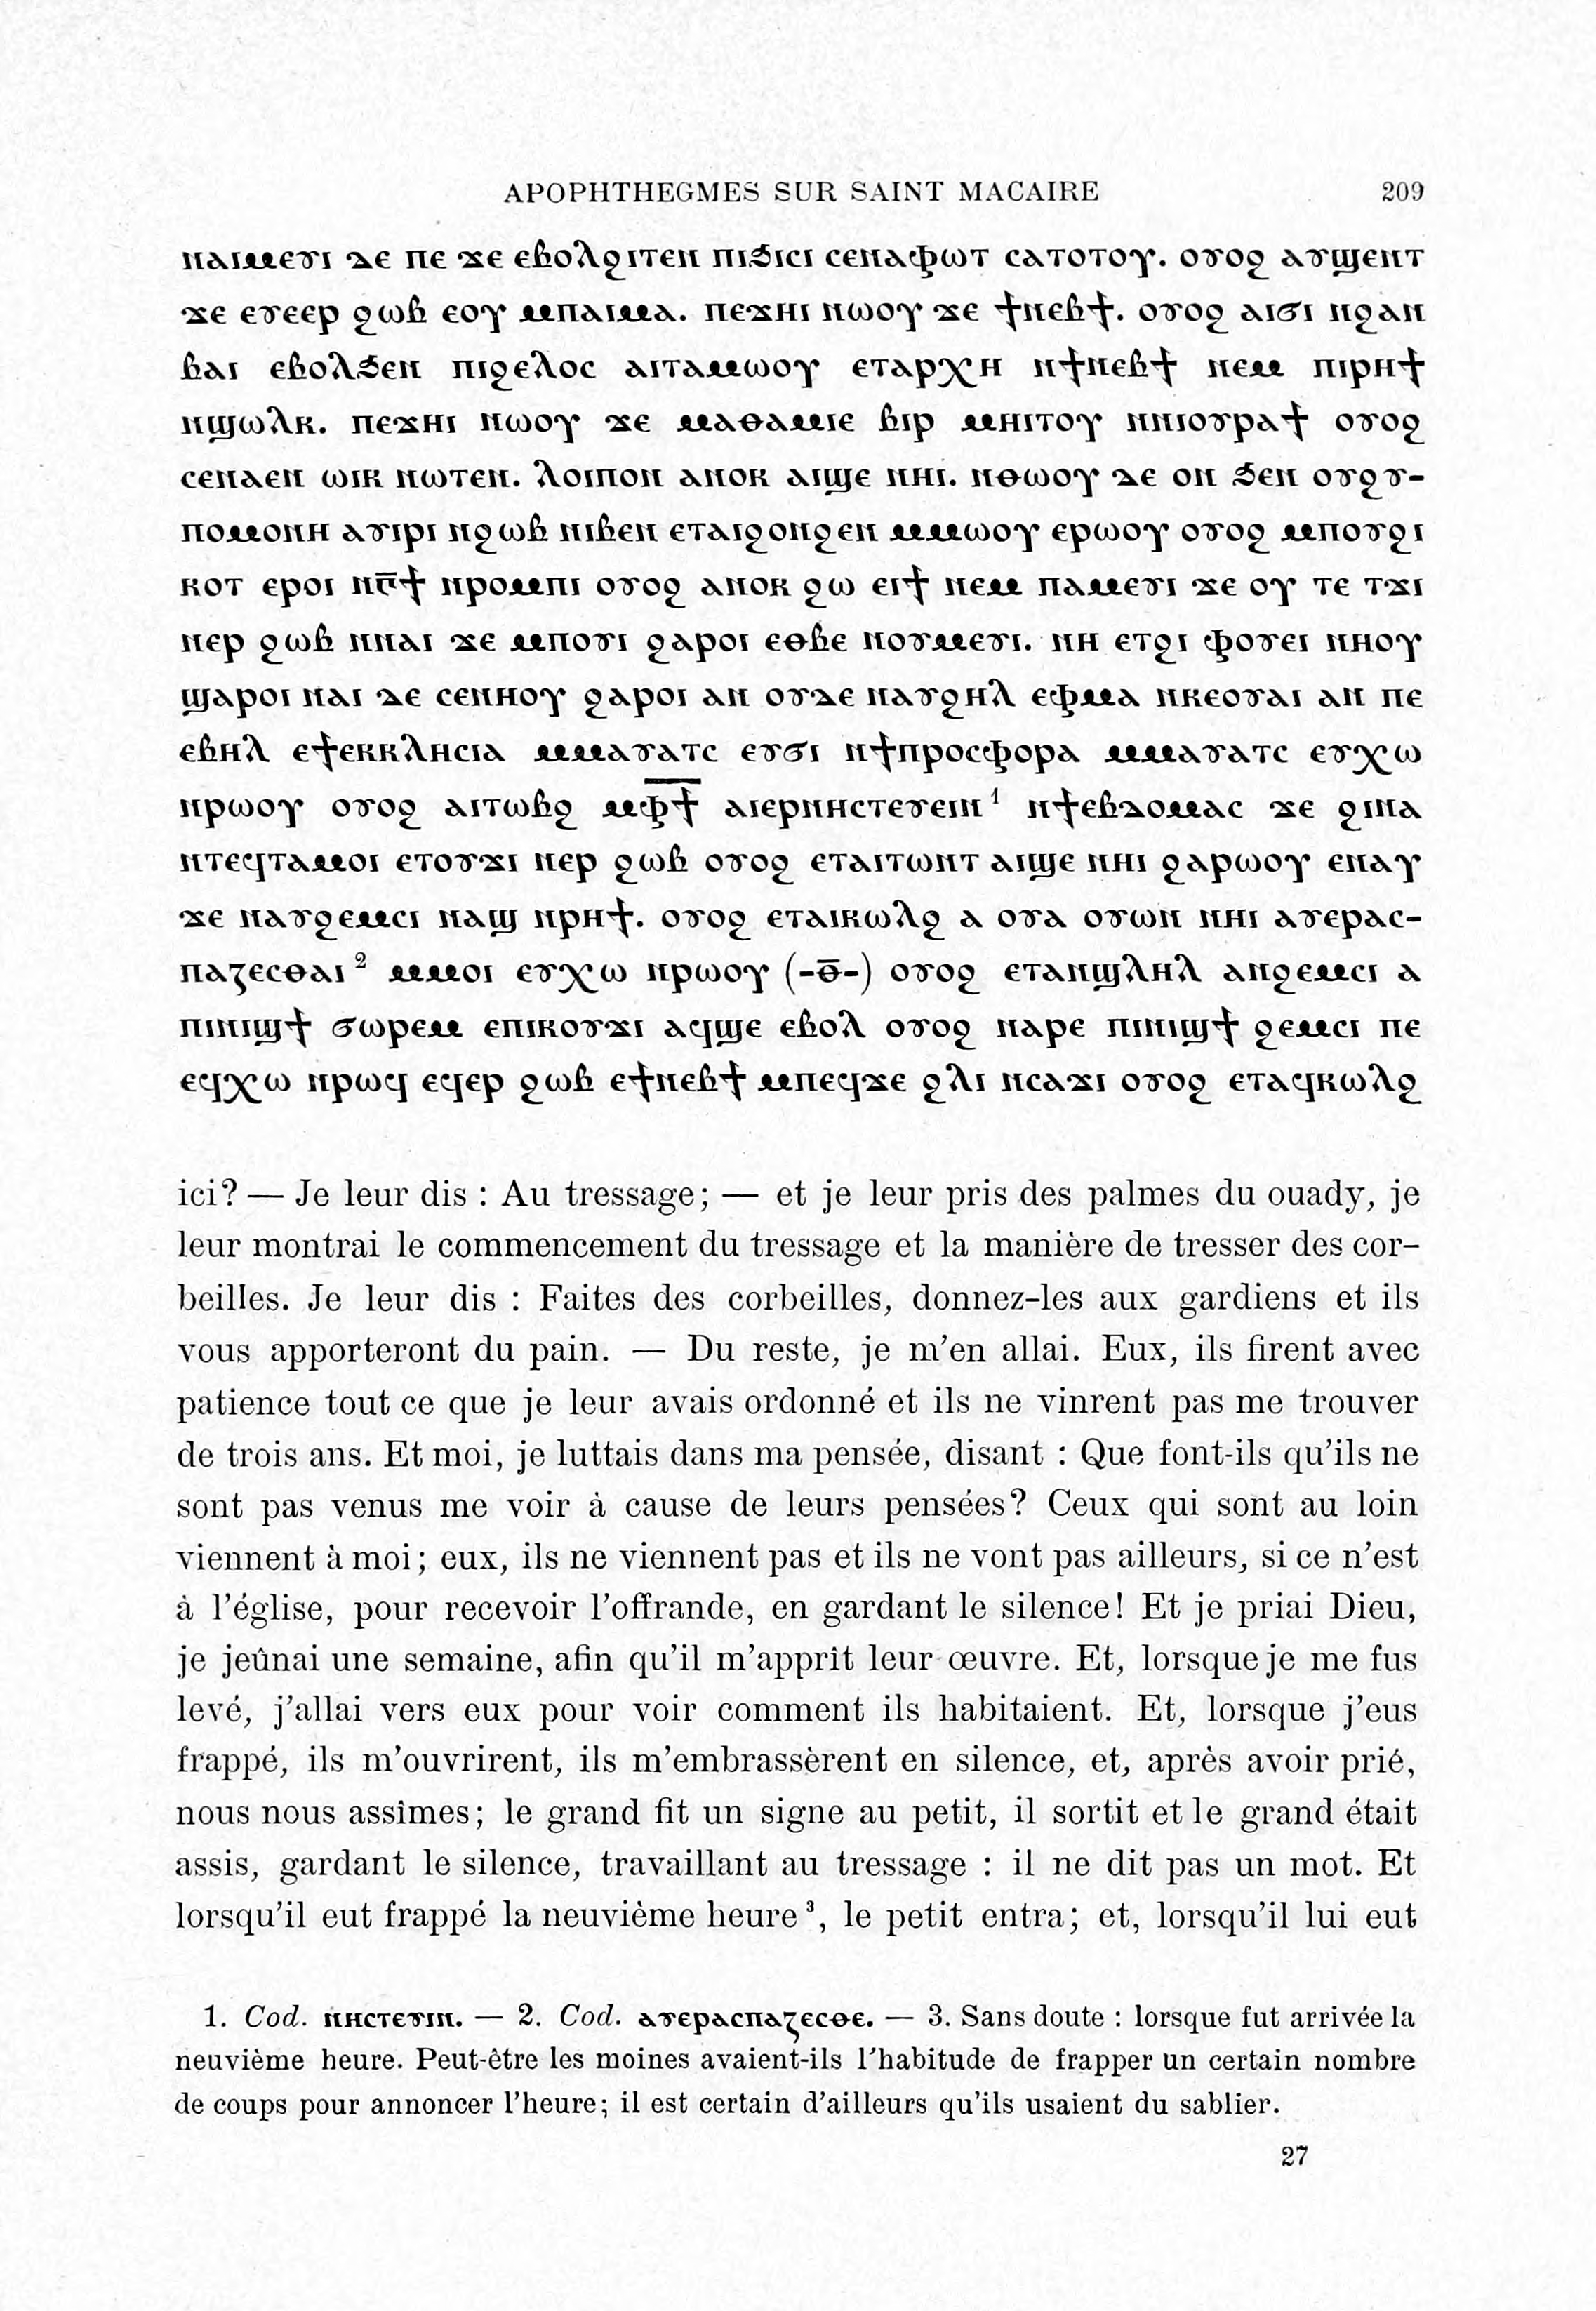 APOPHTHEGMES SUR SAINT MACAIRE 209
ⲛⲁⲓⲙⲉⲩⲓ ⲇⲉ ⲡⲉ ϫⲉ ⲉⲃⲟⲗϩⲓⲧⲉⲛ ⲡⲓϧⲓⲥⲓ ⲥⲉⲛⲁⲫⲱⲧ ⲥⲁⲧⲟⲧⲟⲩ. ⲟⲩⲟϩ ⲁⲩϣⲉⲛⲧ
ϫⲉ ⲉⲩⲉⲉⲣ ϩⲱⲃ ⲉⲟⲩ ⲙⲡⲁⲓⲙⲁ. ⲡⲉϫⲏⲓ ⲛⲱⲟⲩ ϫⲉ ϯⲛⲉⲃϯ. ⲟⲩⲟϩ ⲁⲓϭⲓ ⲛϩⲁⲛ
ⲃⲁⲓ ⲉⲃⲟⲗϧⲉⲛ ⲡⲓϩⲉⲗⲟⲥ ⲁⲓⲧⲁⲙⲱⲟⲩ ⲉⲧⲁⲣⲭⲏ ⲛϯⲛⲉⲃϯ ⲛⲉⲙ ⲡⲓⲣⲏϯ
ⲛϣⲱⲗⲕ. ⲡⲉϫⲏⲓ ⲛⲱⲟⲩ ϫⲉ ⲙⲁⲑⲁⲙⲓⲉ ⲃⲓⲣ ⲙⲏⲓⲧⲟⲩ ⲛⲛⲓⲟⲩⲣⲁϯ ⲟⲩⲟϩ
ⲥⲉⲛⲁⲉⲛ ⲱⲓⲕ ⲛⲱⲧⲉⲛ. ⲗⲟⲓⲡⲟⲛ ⲁⲛⲟⲕ ⲁⲓϣⲉ ⲛⲏⲓ. ⲛⲑⲱⲟⲩ ⲇⲉ ⲟⲛ ϧⲉⲛ ⲟⲩϩⲩ-
ⲡⲟⲙⲟⲛⲏ ⲁⲩⲓⲣⲓ ⲛϩⲱⲃ ⲛⲓⲃⲉⲛ ⲉⲧⲁⲓϩⲟⲛϩⲉⲛ ⲙⲙⲱⲟⲩ ⲉⲣⲱⲟⲩ ⲟⲩⲟϩ ⲙⲡⲟⲩϩⲓ
ⲕⲟⲧ ⲉⲣⲟⲓ ⲛⲅ̅ϯ ⲛⲣⲟⲙⲡⲓ ⲟⲩⲟϩ ⲁⲛⲟⲕ ϩⲱ ⲉⲓϯ ⲛⲉⲙ ⲡⲁⲙⲉⲩⲓ ϫⲉ ⲟⲩ ⲧⲉ ⲧϫⲓ
ⲛⲉⲣ ϩⲱⲃ ⲛⲛⲁⲓ ϫⲉ ⲙⲡⲟⲩⲓ ϩⲁⲣⲟⲓ ⲉⲑⲃⲉ ⲛⲟⲩⲙⲉⲩⲓ. ⲛⲏ ⲉⲧϩⲓ ⲫⲟⲩⲉⲓ ⲛⲏⲟⲩ
ϣⲁⲣⲟⲓ ⲛⲁⲓ ⲇⲉ ⲥⲉⲛⲏⲟⲩ ϩⲁⲣⲟⲓ ⲁⲛ ⲟⲩⲇⲉ ⲛⲁⲩϩⲏⲗ ⲉⲫⲙⲁ ⲛⲕⲉⲟⲩⲁⲓ ⲁⲛ ⲡⲉ
ⲉⲃⲏⲗ ⲉϯⲉⲕⲕⲗⲏⲥⲓⲁ ⲙⲙⲁⲩⲁⲧⲥ ⲉⲩϭⲓ ⲛϯⲡⲣⲟⲥⲫⲟⲣⲁ ⲙⲙⲁⲩⲁⲧⲥ ⲉⲩⲭⲱ
ⲛⲣⲱⲟⲩ ⲟⲩⲟϩ ⲁⲓⲧⲱⲃϩ ⲙⲫ̅ϯ̅ ⲁⲓⲉⲣⲛⲏⲥⲧⲉⲩⲉⲓⲛ ¹ ⲛϯⲉⲃⲇⲟⲙⲁⲥ ϫⲉ ϩⲓⲛⲁ
ⲛⲧⲉϥⲧⲁⲙⲟⲓ ⲉⲧⲟⲩϫⲓ ⲛⲉⲣ ϩⲱⲃ ⲟⲩⲟϩ ⲉⲧⲁⲓⲧⲱⲛⲧ ⲁⲓϣⲉ ⲛⲏⲓ ϩⲁⲣⲱⲟⲩ ⲉⲛⲁⲩ
ϫⲉ ⲛⲁⲩϩⲉⲙⲥⲓ ⲛⲁϣ ⲛⲣⲏϯ. ⲟⲩⲟϩ ⲉⲧⲁⲓⲕⲱⲗϩ ⲁ ⲟⲩⲁ ⲟⲩⲱⲛ ⲛⲏⲓ ⲁⲩⲉⲣⲁⲥ-
ⲡⲁⲍⲉⲥⲑⲁⲓ ² ⲙⲙⲟⲓ ⲉⲩⲭⲱ ⲛⲣⲱⲟⲩ (-ⲑ̅-) ⲟⲩⲟϩ ⲉⲧⲁⲛϣⲗⲏⲗ ⲁⲛϩⲉⲙⲥⲓ ⲁ
ⲡⲓⲛⲓϣϯ ϭⲱⲣⲉⲙ ⲉⲡⲓⲕⲟⲩϫⲓ ⲁϥϣⲉ ⲉⲃⲟⲗ ⲟⲩⲟϩ ⲛⲁⲣⲉ ⲡⲓⲛⲓϣϯ ϩⲉⲙⲥⲓ ⲡⲉ
ⲉϥⲭⲱ ⲛⲣⲱϥ ⲉϥⲉⲣ ϩⲱⲃ ⲉϯⲛⲉⲃϯ ⲙⲡⲉϥϫⲉ ϩⲗⲓ ⲛⲥⲁϫⲓ ⲟⲩⲟϩ ⲉⲧⲁϥⲕⲱⲗϩ
ici? — Je leur dis : Au tressage; — et je leur pris des palmes du ouady, je
leur montrai le commencement du tressage et la manière de tresser des cor-
beilles. Je leur dis : Faites des corbeilles, donnez-les aux gardiens et ils
vous apporteront du pain. — Du reste, je m'en allai. Eux, ils firent avec
patience tout ce que je leur avais ordonné et ils ne vinrent pas me trouver
de trois ans. Et moi, je luttais dans ma pensée, disant : Que font-ils qu'ils ne
sont pas venus me voir à cause de leurs pensées? Ceux qui sont au loin
viennent à moi; eux, ils ne viennent pas et ils ne vont pas ailleurs, si ce n'est
à l'église, pour recevoir l'offrande, en gardant le silence! Et je priai Dieu,
je jeûnai une semaine, afin qu'il m'apprît leur œuvre. Et, lorsque je me fus
levé, j'allai vers eux pour voir comment ils habitaient. Et, lorsque j'eus
frappé, ils m'ouvrirent, ils m'embrassèrent en silence, et, après avoir prié,
nous nous assîmes; le grand fit un signe au petit, il sortit et le grand était
assis, gardant le silence, travaillant au tressage : il ne dit pas un mot. Et
lorsqu'il eut frappé la neuvième heure ³, le petit entra; et, lorsqu'il lui eut
1. Cod. ⲛⲏⲥⲧⲉⲩⲓⲛ. — 2. Cod. ⲁⲩⲉⲣⲁⲥⲡⲁⲍⲉⲥⲑⲉ. — 3. Sans doute : lorsque fut arrivée la
neuvième heure. Peut-être les moines avaient-ils l'habitude de frapper un certain nombre
de coups pour annoncer l'heure; il est certain d'ailleurs qu'ils usaient du sablier.
27